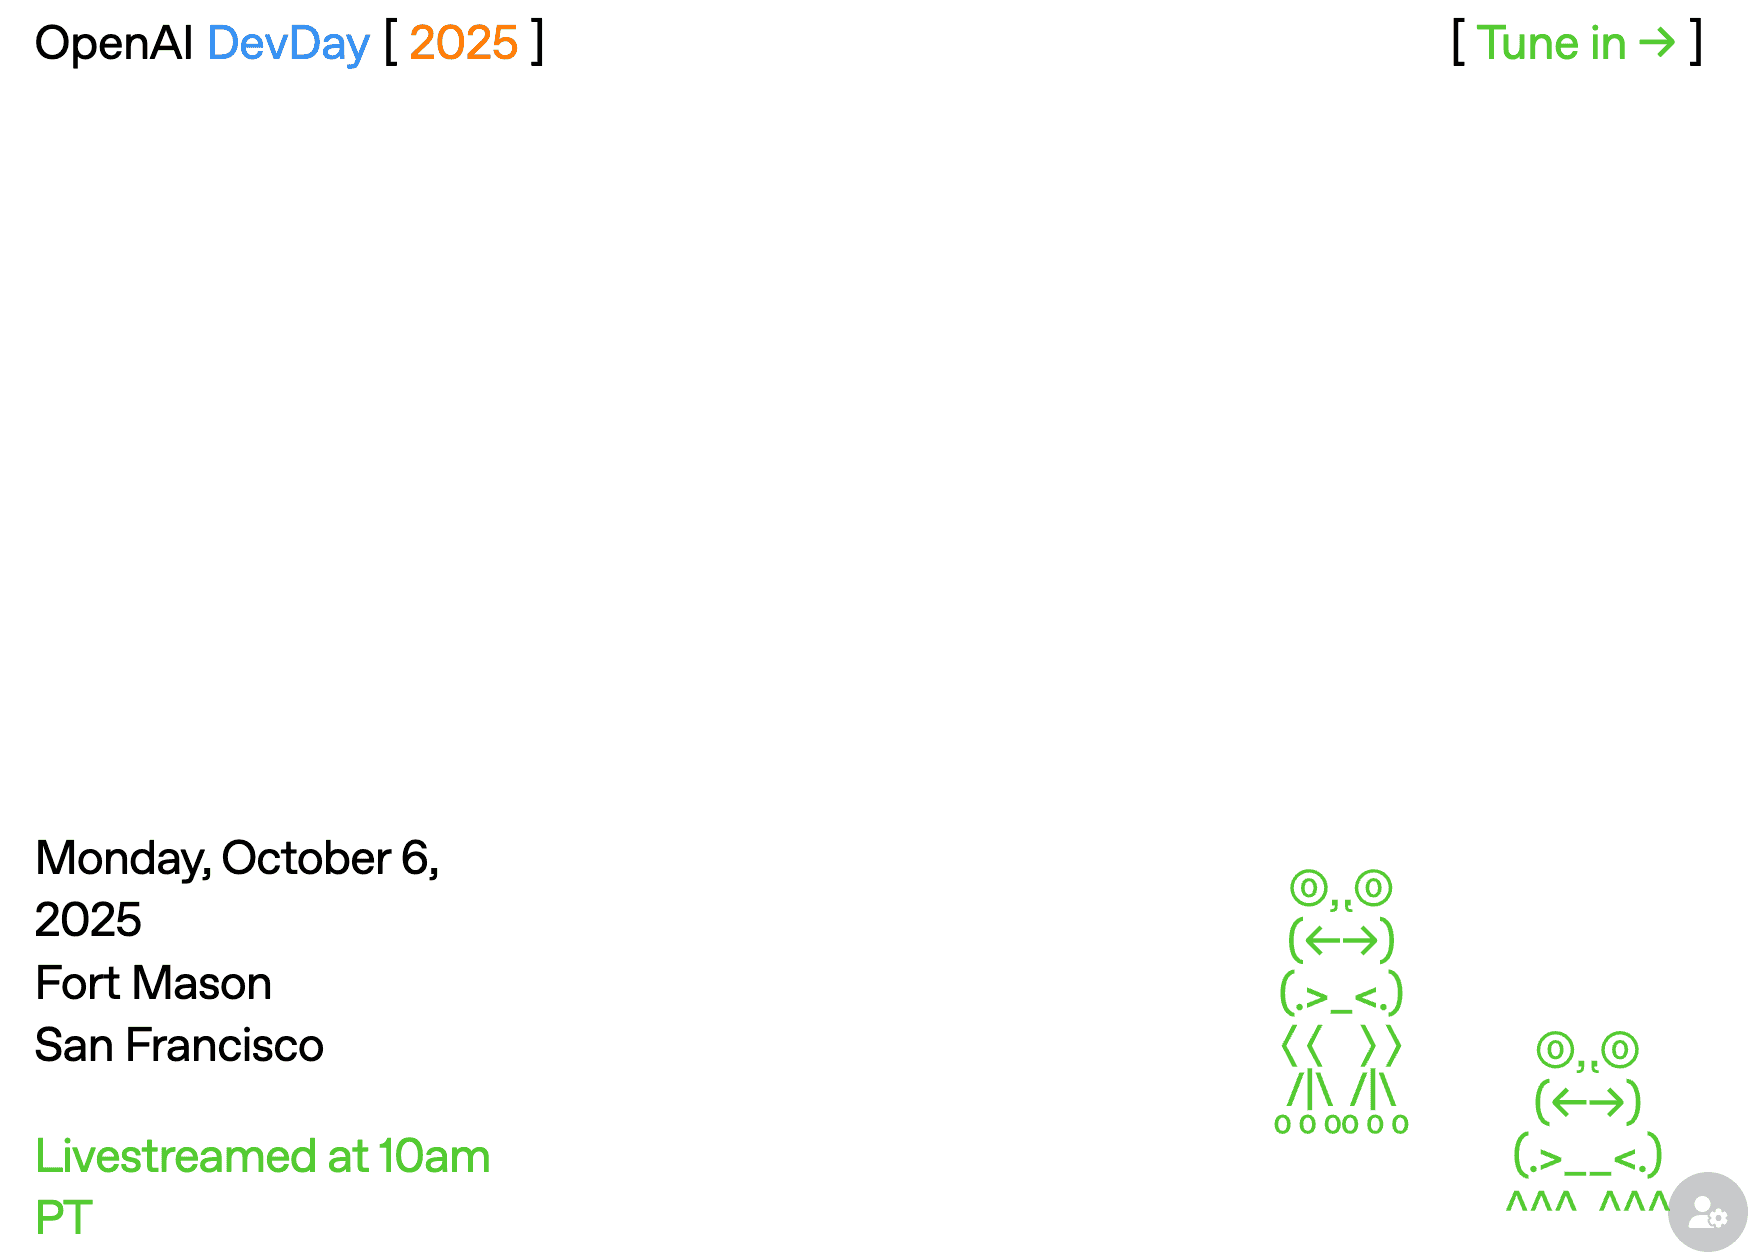 OpenAI DevDay [ 2025 ]
[ Tune in → ]
Monday, October 6,
2025
Fort Mason
San Francisco
Livestreamed at 10am
PT
⦾,,⦾
(←→)
(.>_<.)
⟨⟨ ⟩⟩
/|\ /|\
o o oo o o
⦾,,⦾
(←→)
(.>__<.)
^^^ ^^^